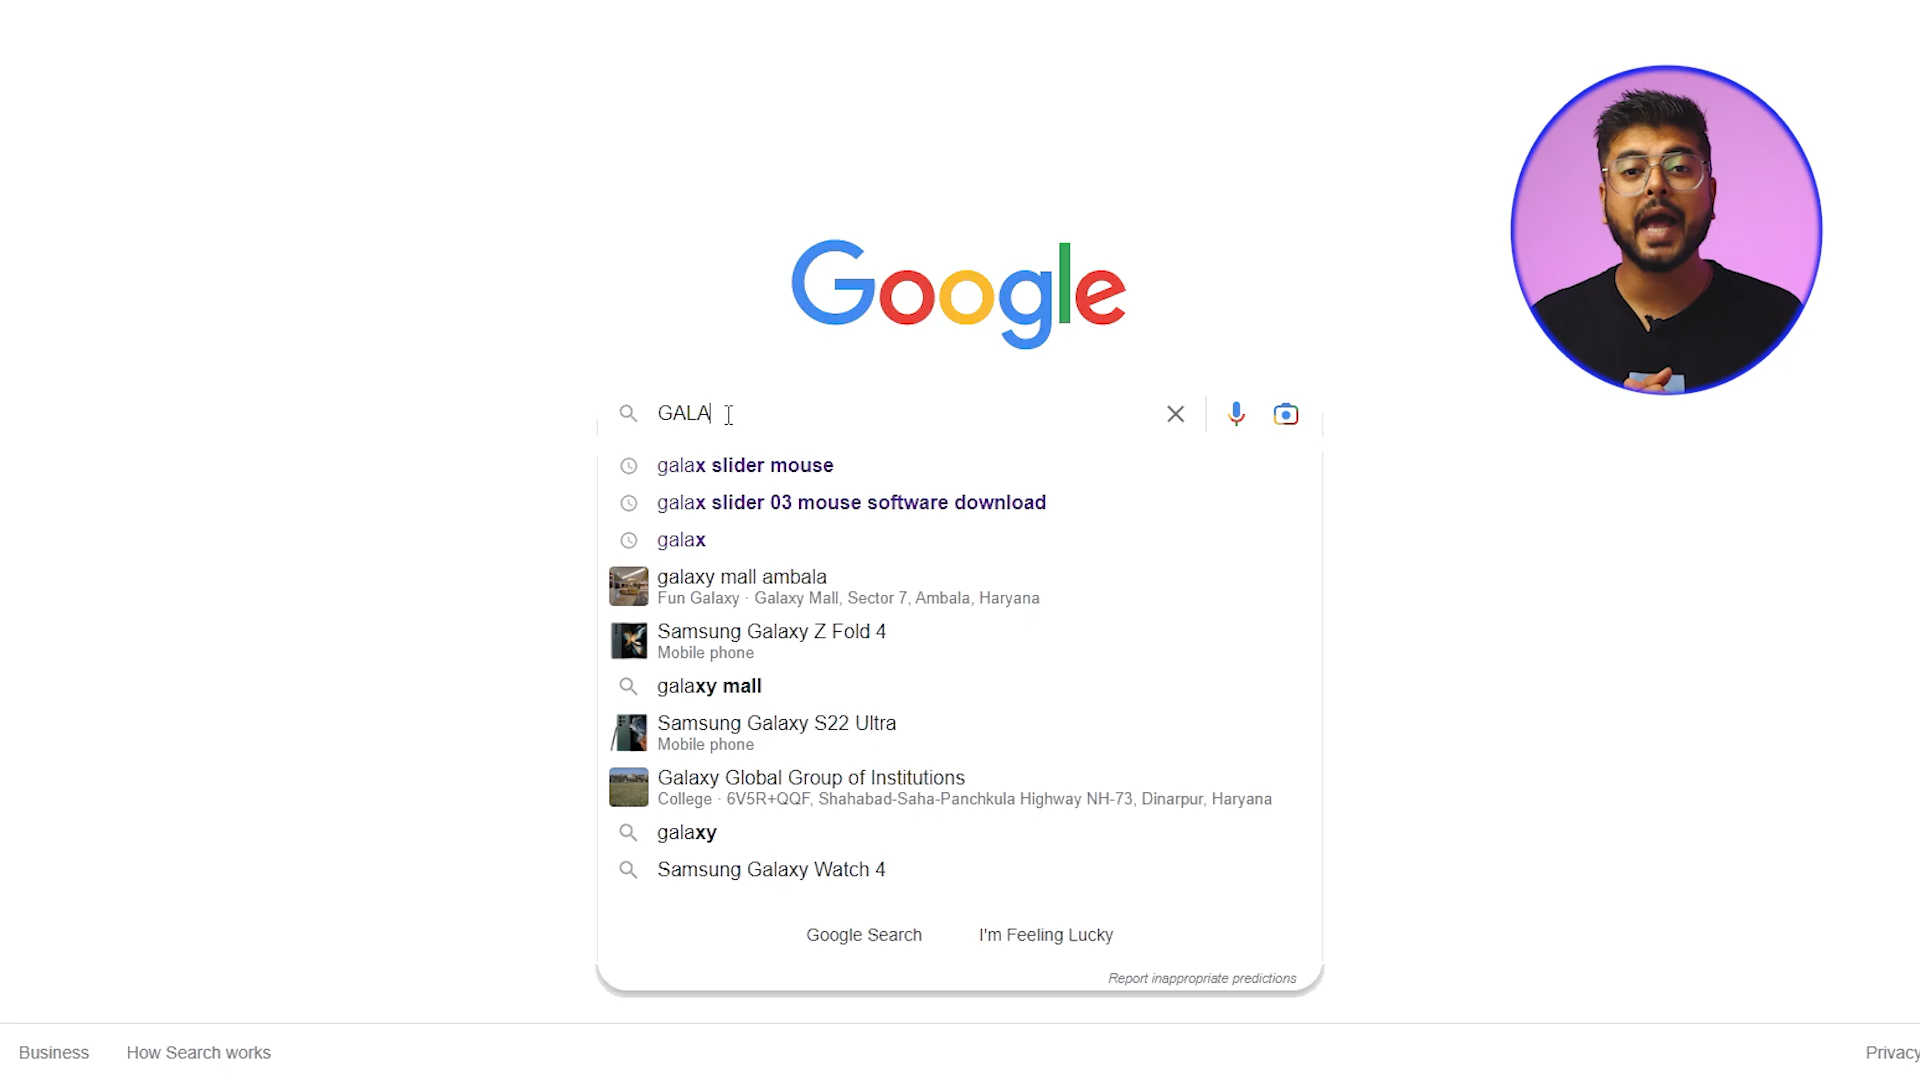 Google
GALA
galax slider mouse
galax slider 03 mouse software download
galax
galaxy mall ambala
Fun Galaxy · Galaxy Mall, Sector 7, Ambala, Haryana
Samsung Galaxy Z Fold 4
Mobile phone
galaxy mall
Samsung Galaxy S22 Ultra
Mobile phone
Galaxy Global Group of Institutions
College · 6V5R+QQF, Shahabad-Saha-Panchkula Highway NH-73, Dinarpur, Haryana
galaxy
Samsung Galaxy Watch 4
Google Search I'm Feeling Lucky
Report inappropriate predictions
Business How Search works Privacy